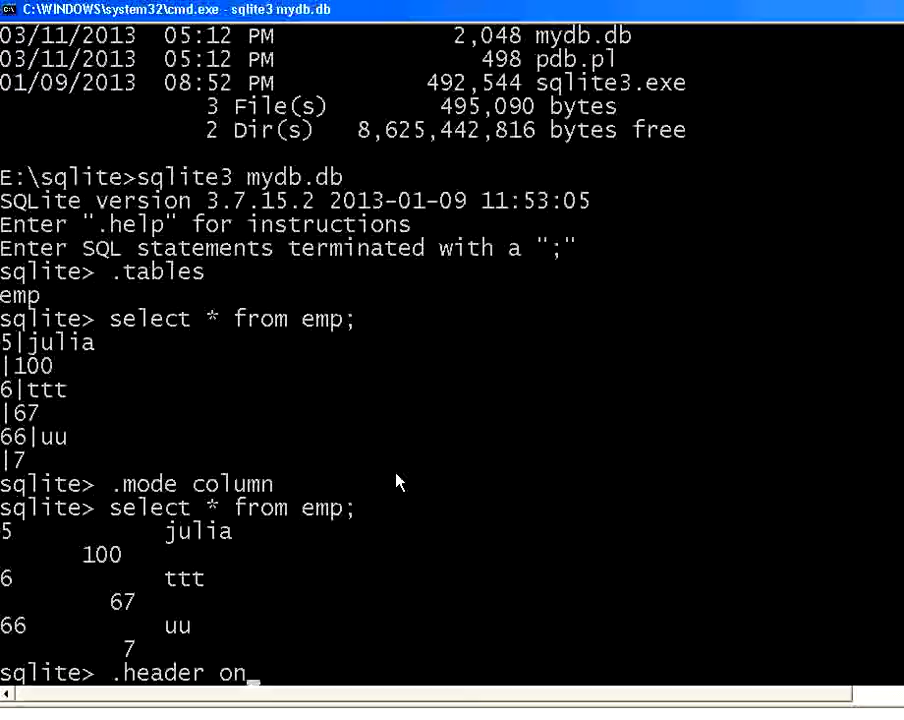 C:\WINDOWS\system32\cmd.exe - sqlite3 mydb.db
03/11/2013  05:12 PM             2,048 mydb.db
03/11/2013  05:12 PM               498 pdb.pl
01/09/2013  08:52 PM           492,544 sqlite3.exe
               3 File(s)        495,090 bytes
               2 Dir(s)   8,625,442,816 bytes free
E:\sqlite>sqlite3 mydb.db
SQLite version 3.7.15.2 2013-01-09 11:53:05
Enter ".help" for instructions
Enter SQL statements terminated with a ";"
sqlite> .tables
emp
sqlite> select * from emp;
5|julia
|100
6|ttt
|67
66|uu
|7
sqlite> .mode column
sqlite> select * from emp;
5           julia
      100
6           ttt
        67
66          uu
         7
sqlite> .header on_